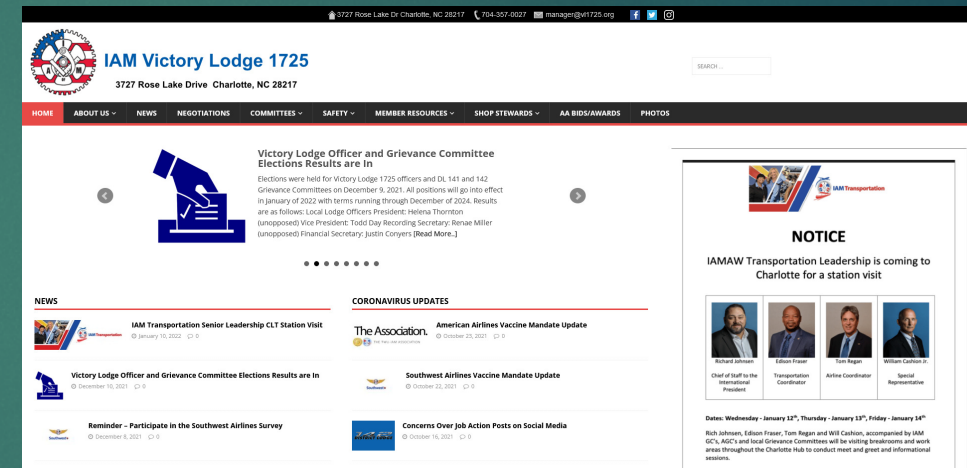 3727 Rose Lake Dr Charlotte, NC 28217 704-357-0027 manager@vl1725.org
IAM Victory Lodge 1725
3727 Rose Lake Drive Charlotte, NC 28217
SEARCH ...
HOME ABOUT US NEWS NEGOTIATIONS COMMITTEES SAFETY MEMBER RESOURCES SHOP STEWARDS AA BIDS/AWARDS PHOTOS
Victory Lodge Officer and Grievance Committee
Elections Results are In
Elections were held for Victory Lodge 1725 officers and DL 141 and 142
Grievance Committees on December 9, 2021. All positions will go into effect
in January of 2022 with terms running through December of 2024. Results
are as follows: Local Lodge Officers President: Helena Thornton
(unopposed) Vice President: Todd Day Recording Secretary: Renae Miller
(unopposed) Financial Secretary: Justin Conyers [Read More..]
NEWS
IAM Transportation Senior Leadership CLT Station Visit
January 10, 2022 0
Victory Lodge Officer and Grievance Committee Elections Results are In
December 10, 2021 0
Southwest
Reminder – Participate in the Southwest Airlines Survey
December 8, 2021 0
CORONAVIRUS UPDATES
The Association.
American Airlines Vaccine Mandate Update
October 23, 2021 0
Southwest
Southwest Airlines Vaccine Mandate Update
October 22, 2021 0
Concerns Over Job Action Posts on Social Media
October 16, 2021 0
IAM Transportation
NOTICE
IAMAW Transportation Leadership is coming to
Charlotte for a station visit
Richard Johnsen Edison Fraser Tom Regan William Cashion Jr.
Chief of Staff to the
International
President
Transportation
Coordinator
Airline Coordinator
Special
Representative
Dates: Wednesday - January 12th, Thursday - January 13th, Friday - January 14th
Rich Johnsen, Edison Fraser, Tom Regan and Will Cashion, accompanied by IAM
GC's, AGC's and local Grievance Committees will be visiting breakrooms and work
areas throughout the Charlotte Hub to conduct meet and greet and informational
sessions.